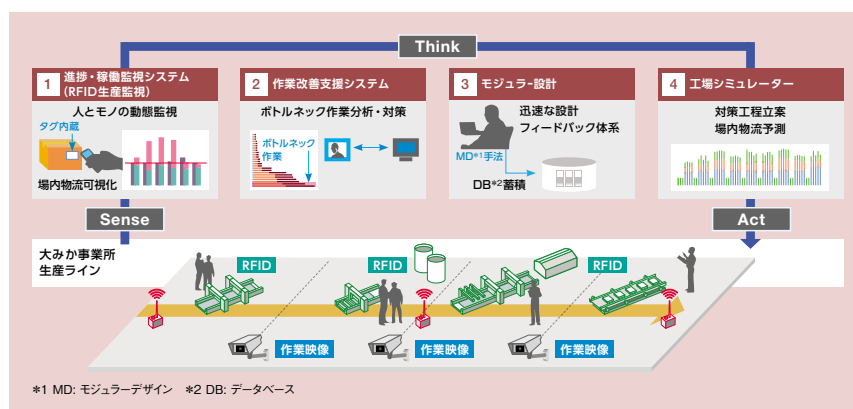 Think
1 進捗・稼働監視システム
(RFID生産監視)
人とモノの動態監視
タグ内蔵
場内物流可視化
2 作業改善支援システム
ボトルネック作業分析・対策
ボトルネック
作業
3 モジュラー設計
迅速な設計
フィードバック体系
MD*1手法
DB*2蓄積
4 工場シミュレーター
対策工程立案
場内物流予測
Sense
Act
大みか事業所
生産ライン
RFID
RFID
RFID
作業映像
作業映像
作業映像
*1 MD: モジュラーデザイン *2 DB: データベース